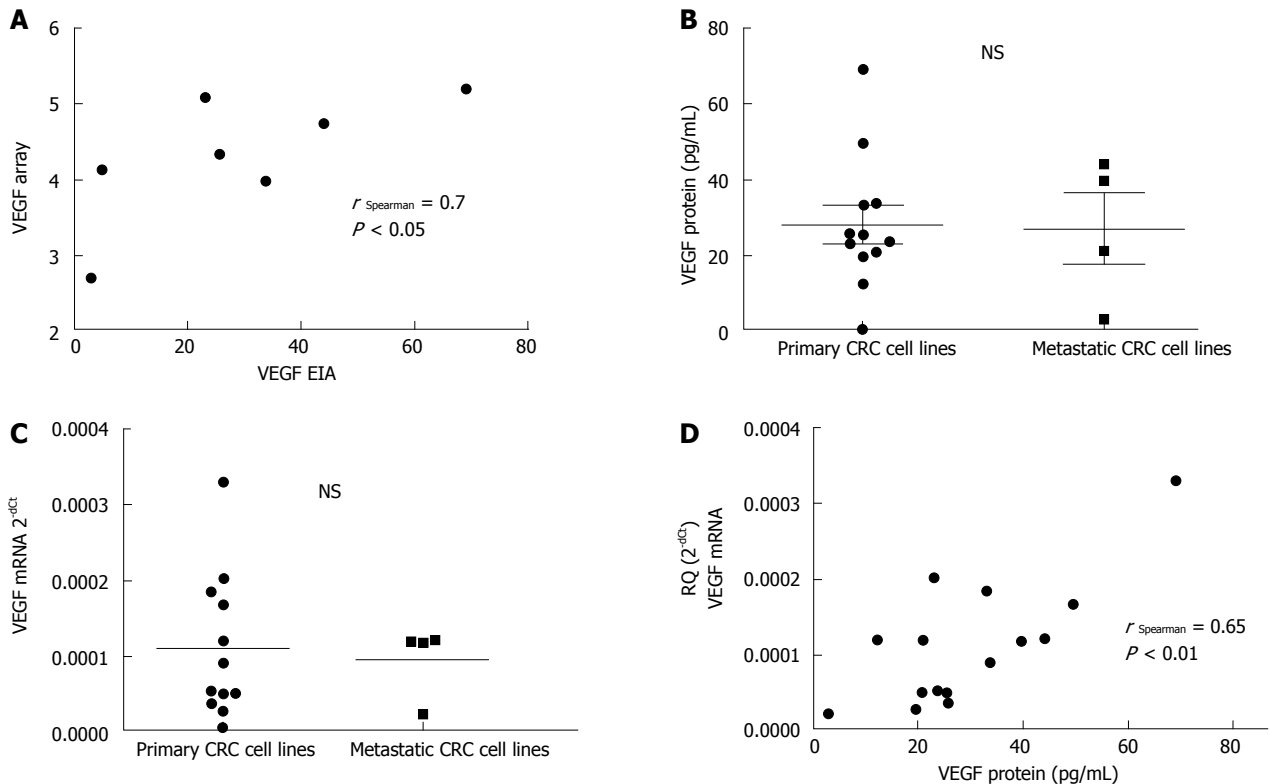 A
VEGF array
5
4
3
2
0 20 40 60 80
VEGF EIA
r Spearman = 0.7
P < 0.05
B
VEGF protein (pg/mL)
80
60
40
20
0
NS
Primary CRC cell lines Metastatic CRC cell lines
C
VEGF mRNA 2-dCt
0.0004
0.0003
0.0002
0.0001
0.0000
NS
Primary CRC cell lines Metastatic CRC cell lines
D
RQ (2-dCt)
VEGF mRNA
0.0004
0.0003
0.0002
0.0001
0.0000
0 20 40 60 80
VEGF protein (pg/mL)
r Spearman = 0.65
P < 0.01